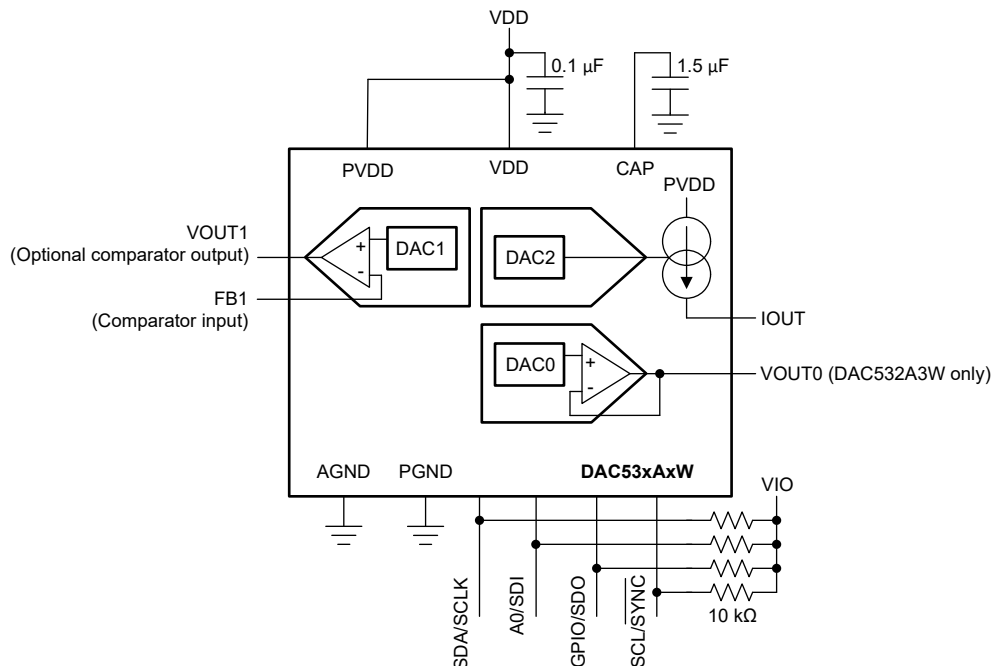 VDD
0.1 µF
1.5 µF
PVDD
VDD
CAP
PVDD
VOUT1
(Optional comparator output)
+
-
DAC1
DAC2
FB1
(Comparator input)
IOUT
DAC0
+
-
VOUT0 (DAC532A3W only)
AGND
PGND
DAC53xAxW
VIO
SDA/SCLK
A0/SDI
GPIO/SDO
SCL/SYNC
10 kΩ